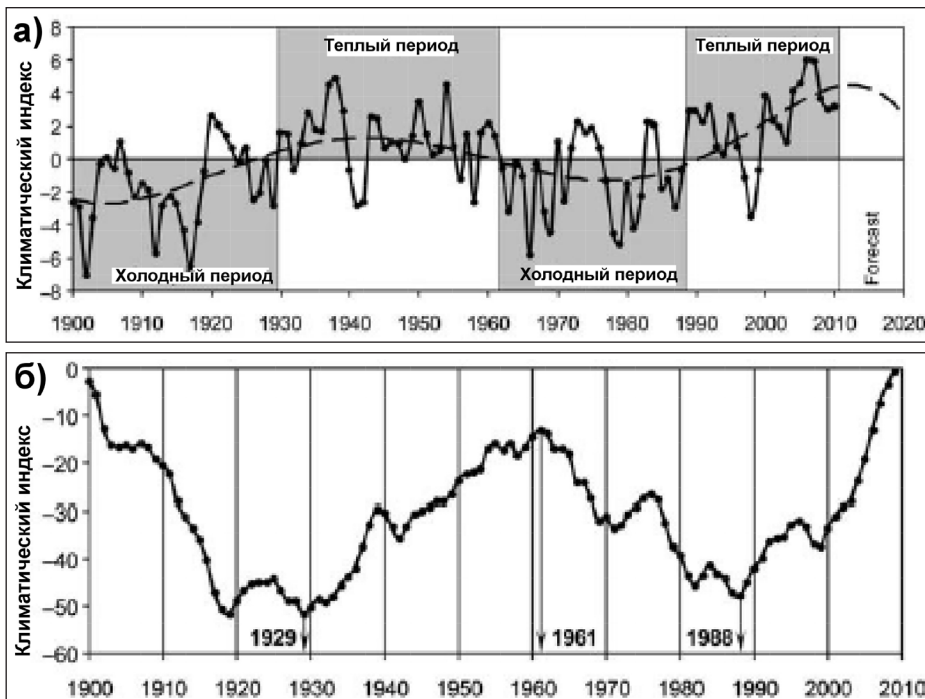 а)
Климатический индекс
8
6
4
2
0
−2
−4
−6
−8
Теплый период
Теплый период
Холодный период
Холодный период
Forecast
1900 1910 1920 1930 1940 1950 1960 1970 1980 1990 2000 2010 2020
б)
Климатический индекс
0
−10
−20
−30
−40
−50
−60
1929
1961
1988
1900 1910 1920 1930 1940 1950 1960 1970 1980 1990 2000 2010